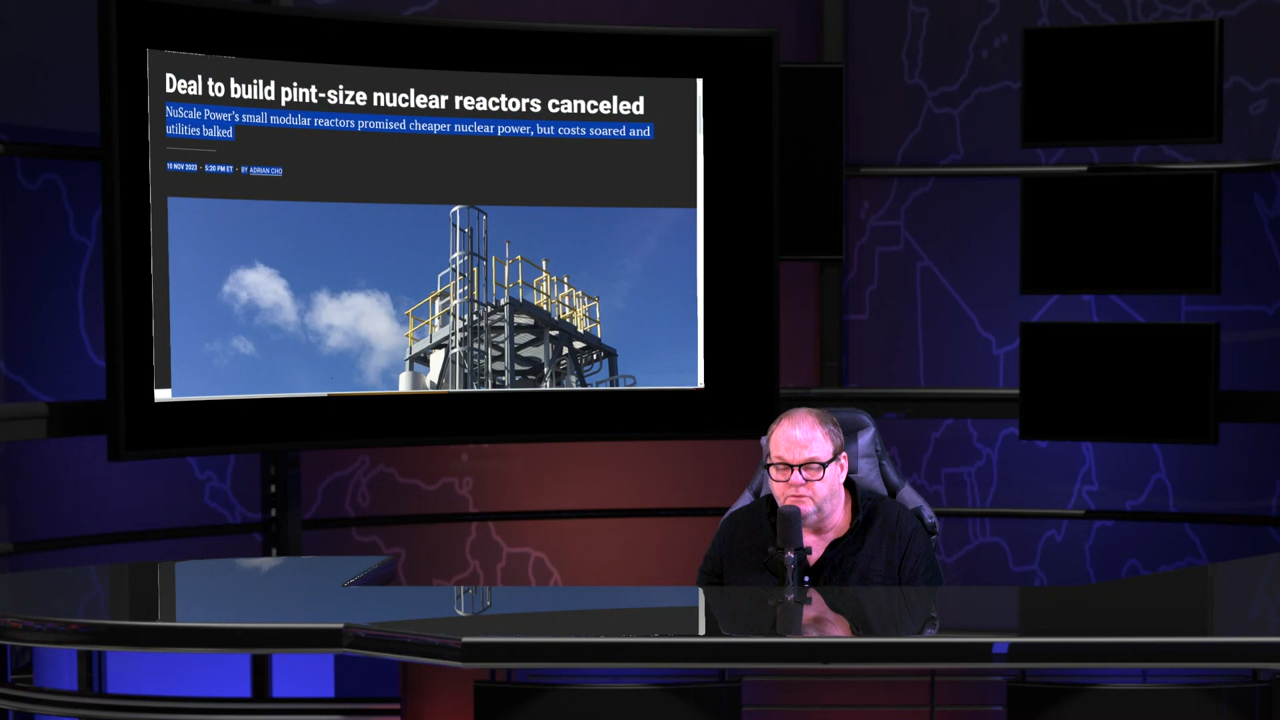 Deal to build pint-size nuclear reactors canceled
NuScale Power's small modular reactors promised cheaper nuclear power, but costs soared and
utilities balked
10 NOV 2023 • 5:20 PM ET • BY ADRIAN CHO